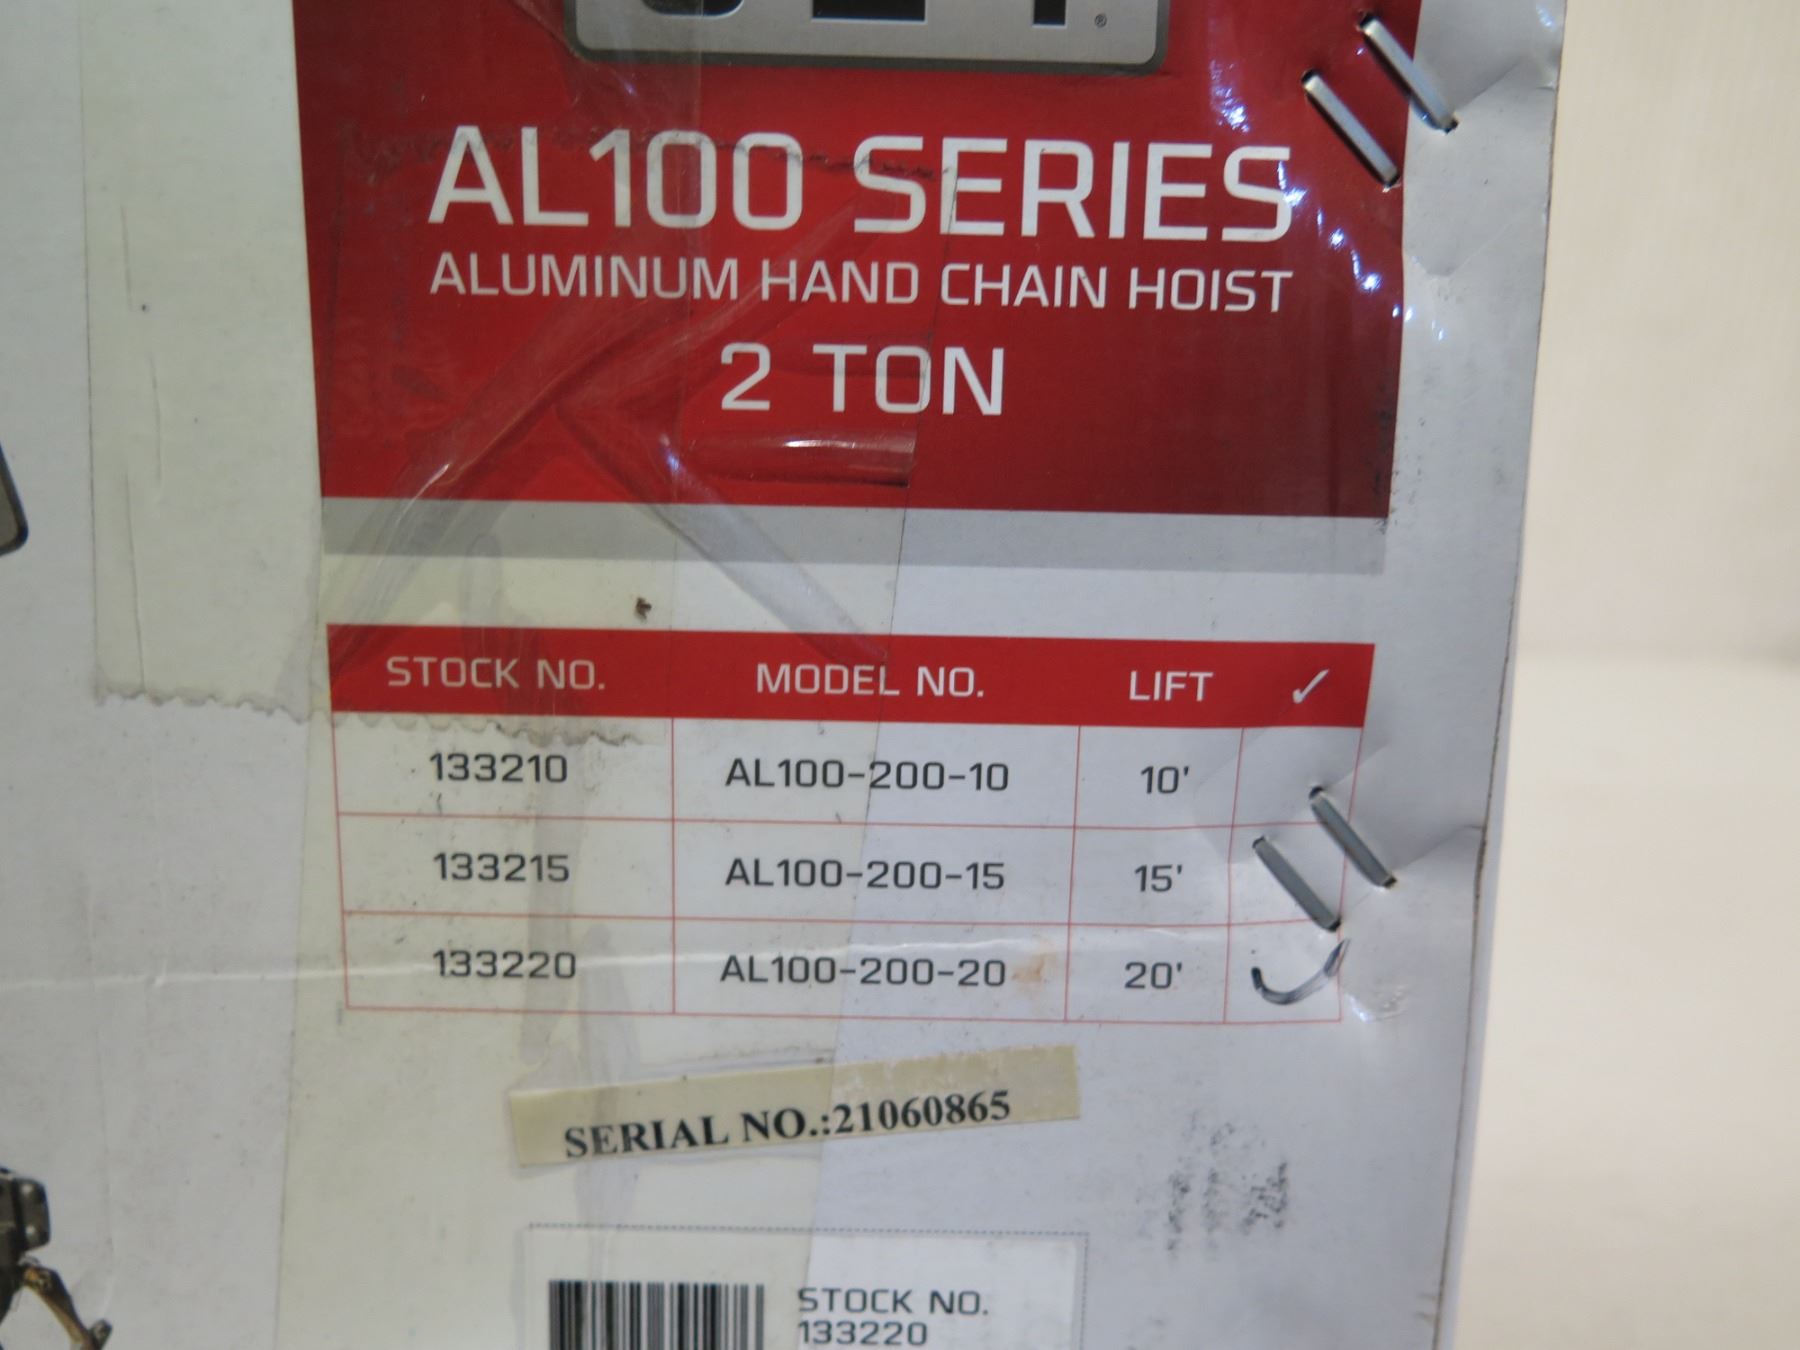 ®
AL100 SERIES
ALUMINUM HAND CHAIN HOIST
2 TON
STOCK NO. MODEL NO. LIFT ✓
133210 AL100-200-10 10'
133215 AL100-200-15 15'
133220 AL100-200-20 20' ✓
SERIAL NO.:21060865
STOCK NO.
133220